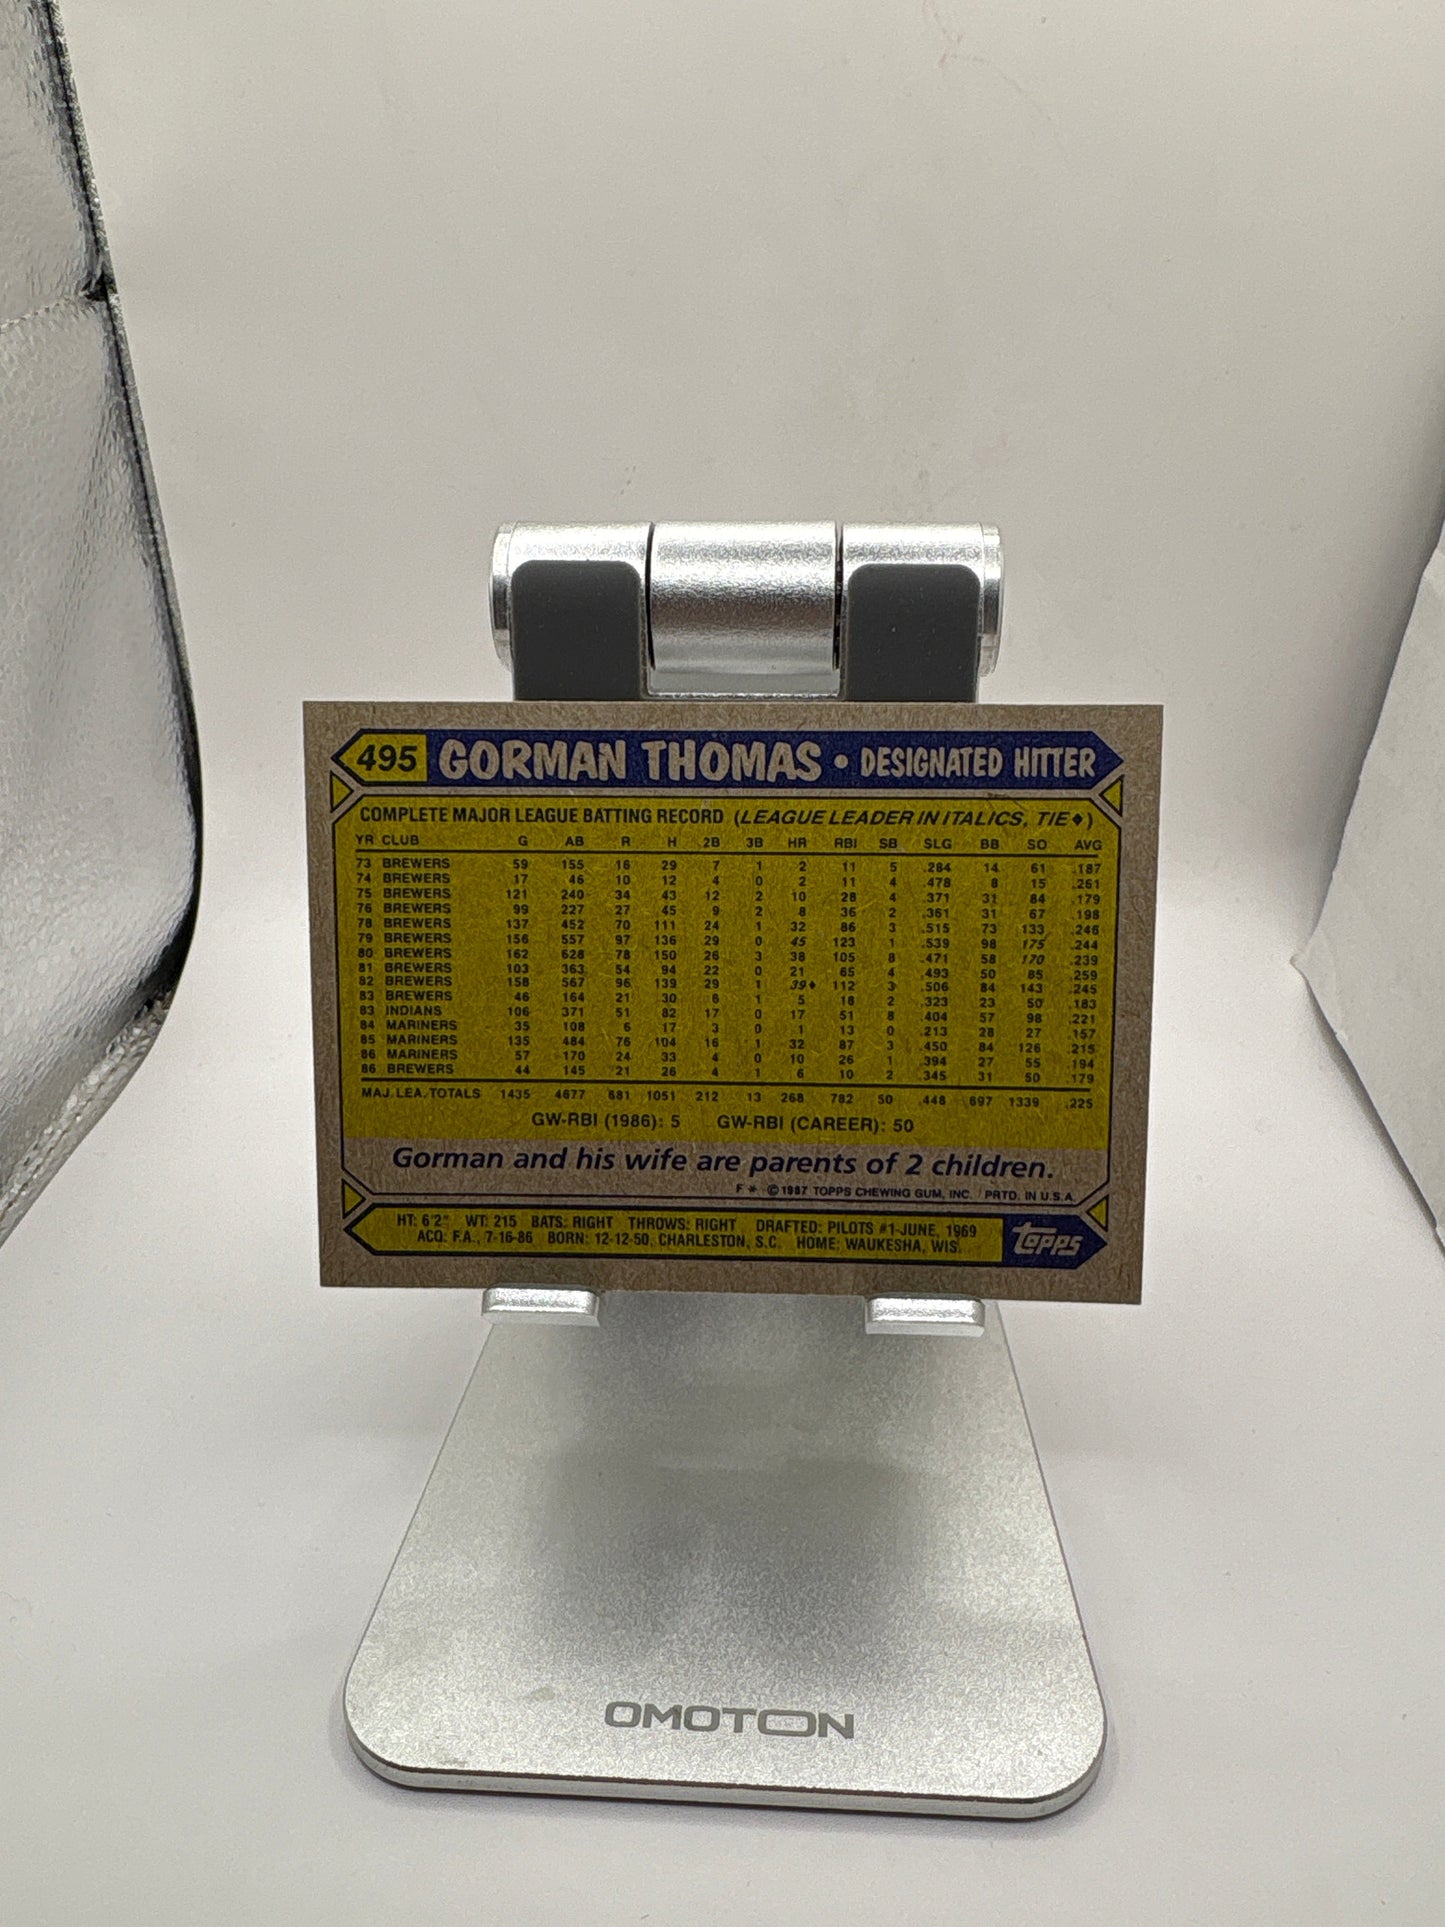 495 GORMAN THOMAS • DESIGNATED HITTER
COMPLETE MAJOR LEAGUE BATTING RECORD (LEAGUE LEADER IN ITALICS, TIE♦)
YR CLUB G AB R H 2B 3B HR RBI SB SLG BB SO AVG
73 BREWERS 59 155 16 29 7 1 2 11 5 .284 14 61 .187
74 BREWERS 17 46 10 12 4 0 2 11 4 .478 8 15 .261
75 BREWERS 121 240 34 43 12 2 10 28 4 .371 31 84 .179
76 BREWERS 99 227 27 45 9 2 8 36 2 .361 31 67 .198
78 BREWERS 137 452 70 111 24 1 32 86 3 .515 73 133 .246
79 BREWERS 156 557 97 136 29 0 45 123 1 .539 98 175 .244
80 BREWERS 162 628 78 150 26 3 38 105 8 .471 58 170 .239
81 BREWERS 103 363 54 94 22 0 21 65 4 .493 50 85 .259
82 BREWERS 158 567 96 139 29 1 39♦ 112 3 .506 84 143 .245
83 BREWERS 46 164 21 30 6 1 5 18 2 .323 23 50 .183
83 INDIANS 106 371 51 82 17 0 17 51 8 .404 57 98 .221
84 MARINERS 35 108 6 17 3 0 1 13 0 .213 28 27 .157
85 MARINERS 135 484 76 104 16 1 32 87 3 .450 84 126 .215
86 MARINERS 57 170 24 33 4 0 10 26 1 .394 27 55 .194
86 BREWERS 44 145 21 26 4 1 6 10 2 .345 31 50 .179
MAJ. LEA. TOTALS 1435 4677 681 1051 212 13 268 782 50 .448 697 1339 .225
GW-RBI (1986): 5 GW-RBI (CAREER): 50
Gorman and his wife are parents of 2 children.
F * © 1987 TOPPS CHEWING GUM, INC. PRTD. IN U.S.A.
HT: 6'2" WT: 215 BATS: RIGHT THROWS: RIGHT DRAFTED: PILOTS #1-JUNE, 1969
ACQ: F.A., 7-16-86 BORN: 12-12-50, CHARLESTON, S.C. HOME: WAUKESHA, WIS.
Topps
OMOTON